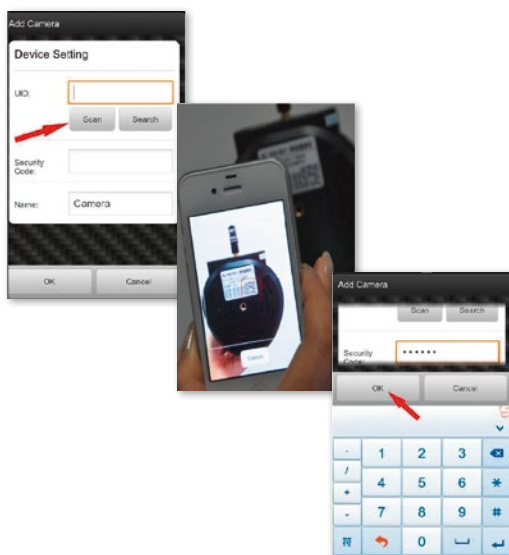 Add Camera
Device Setting
UID:
Scan Search
Security
Code:
Name: Camera
OK Cancel
Cancel
Add Camera
Scan Search
Security ••••••
Code:
OK Cancel
. 1 2 3
/ 4 5 6 *
+
- 7 8 9 #
符 0